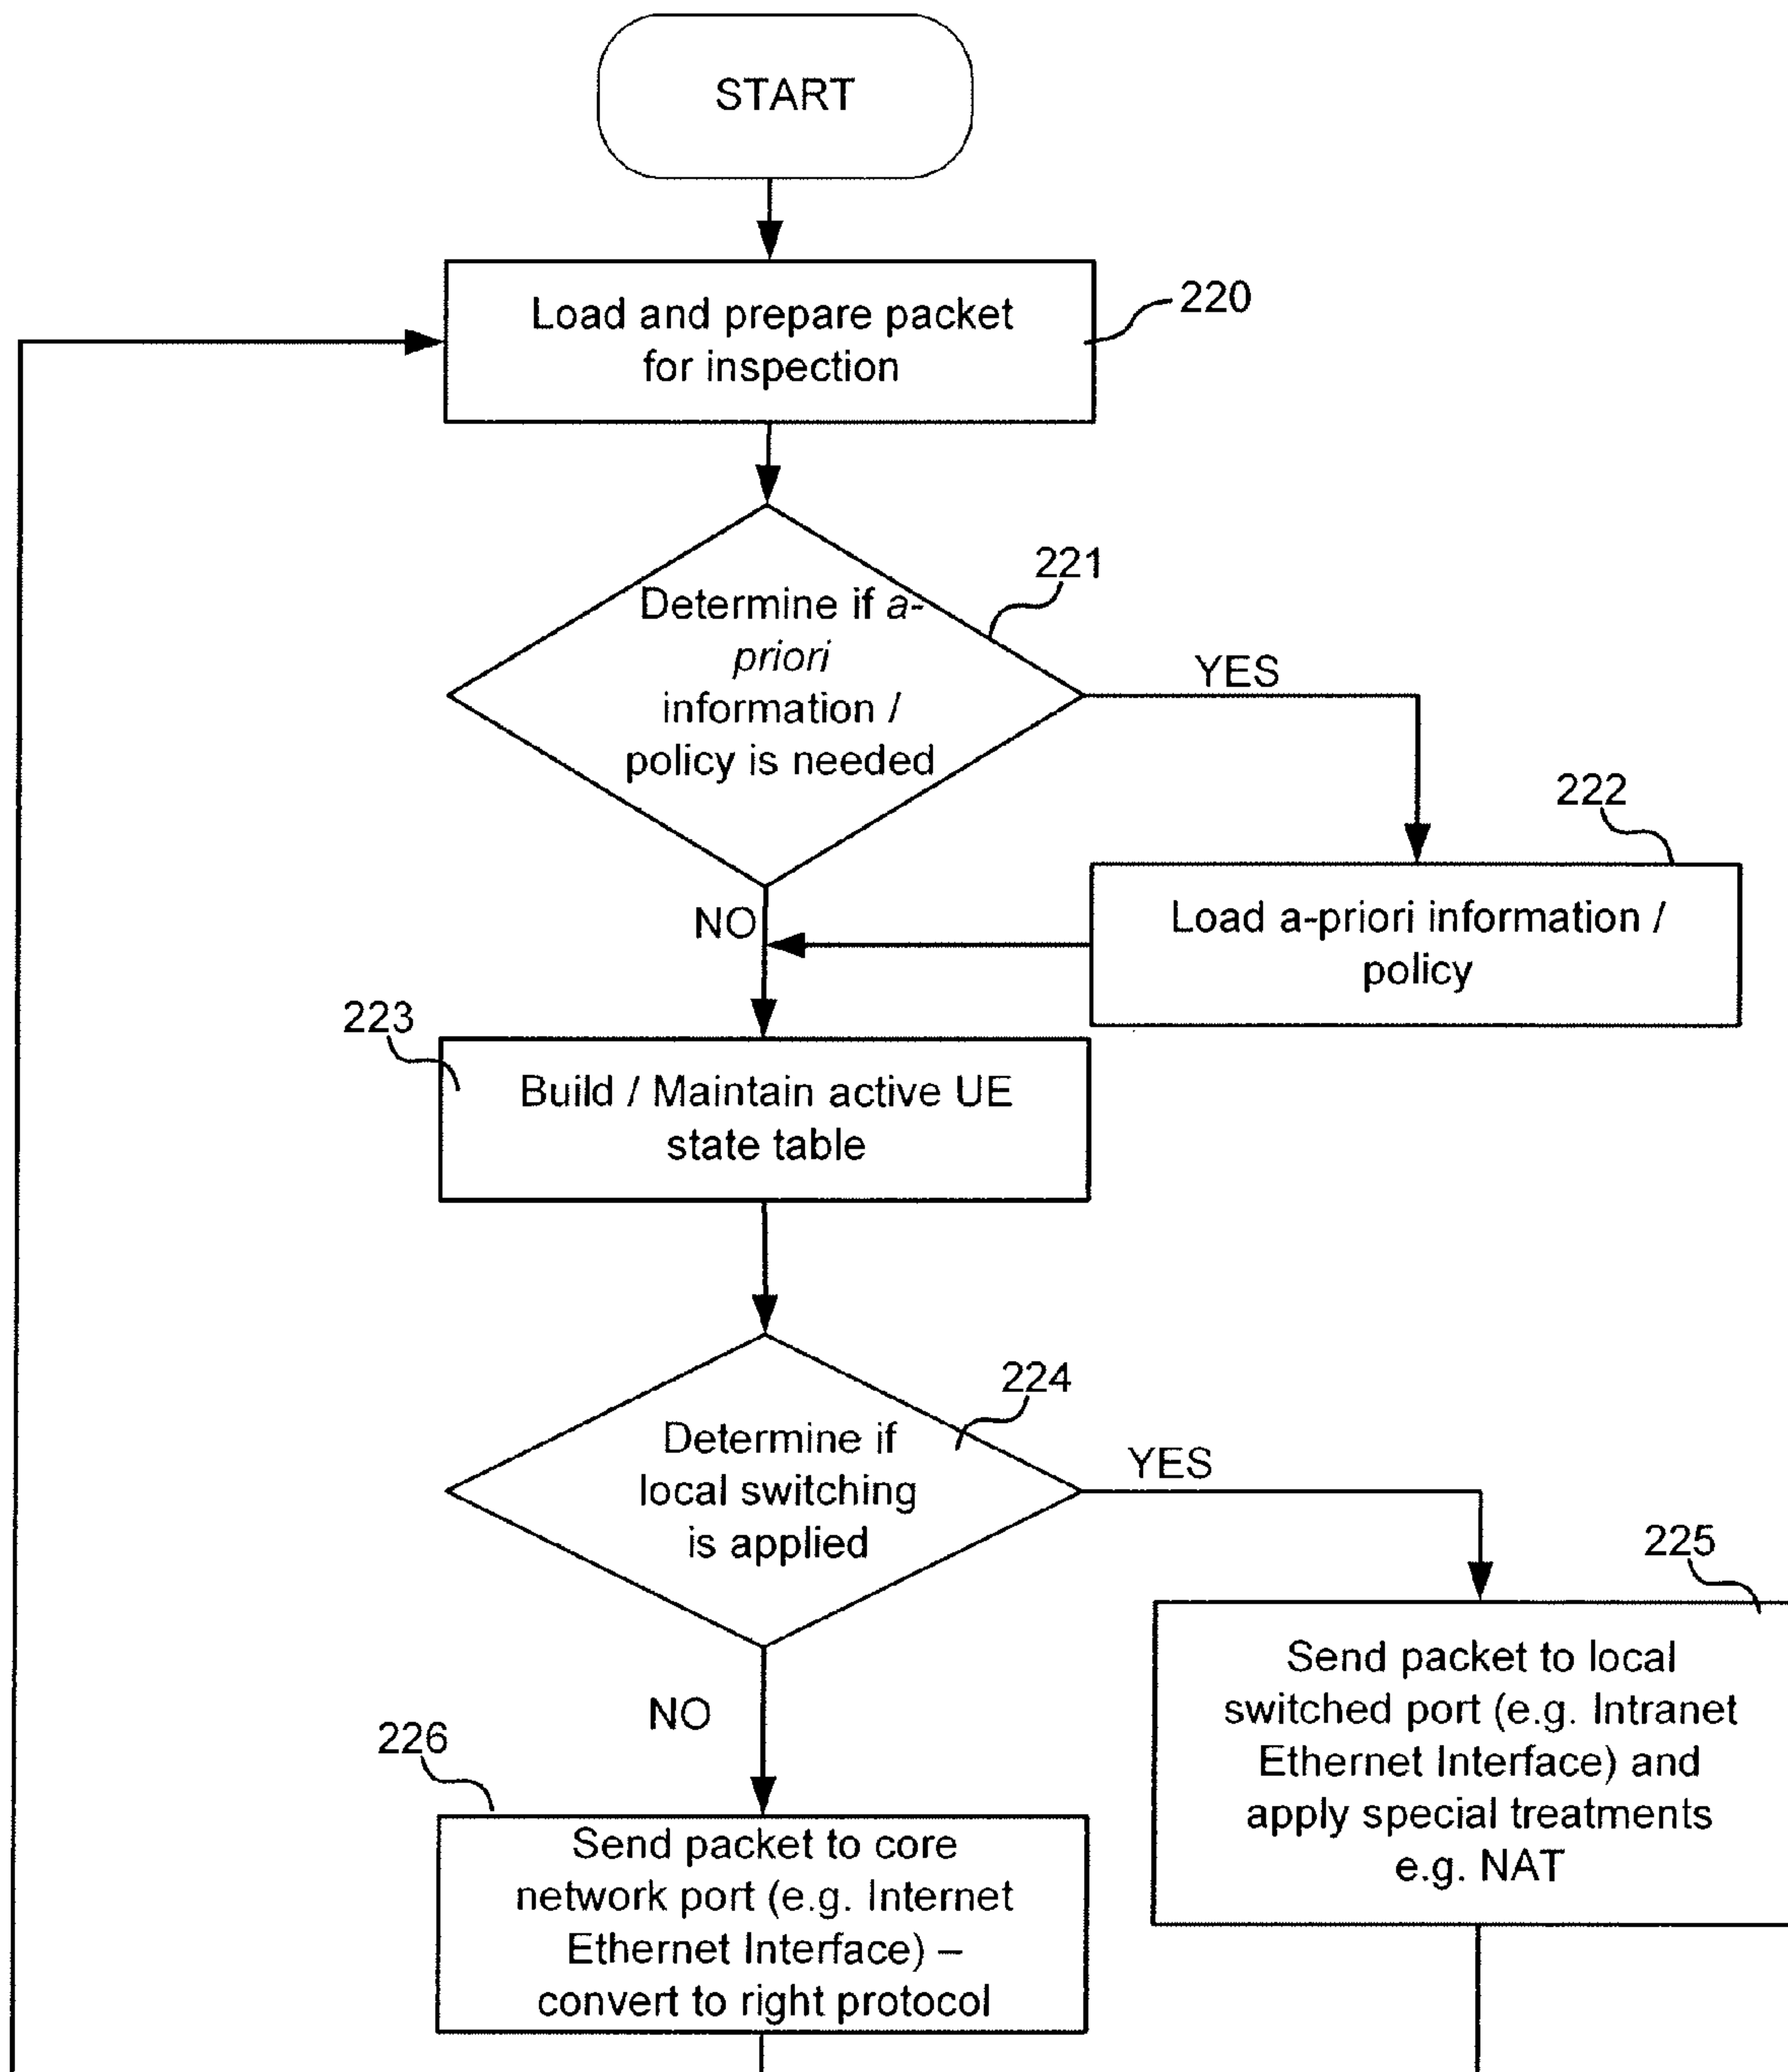 START
Load and prepare packet
for inspection
220
Determine if a-
priori
information /
policy is needed
221
YES
222
Load a-priori information /
policy
NO
223
Build / Maintain active UE
state table
224
Determine if
local switching
is applied
YES
225
Send packet to local
switched port (e.g. Intranet
Ethernet Interface) and
apply special treatments
e.g. NAT
NO
226
Send packet to core
network port (e.g. Internet
Ethernet Interface) –
convert to right protocol